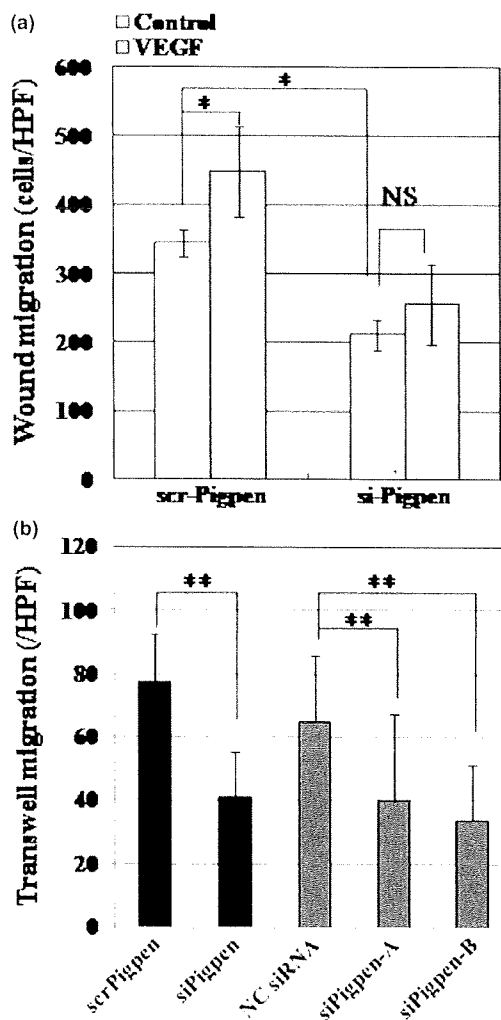 (a)
Control
VEGF
Wound migration (cells/HPF)
600
500
400
300
200
100
0
*
*
NS
scr-Pigpen
si-Pigpen
(b)
Transwell migration (/HPF)
120
100
80
60
40
20
0
**
**
**
scrPigpen
siPigpen
NC siRNA
siPigpen-A
siPigpen-B